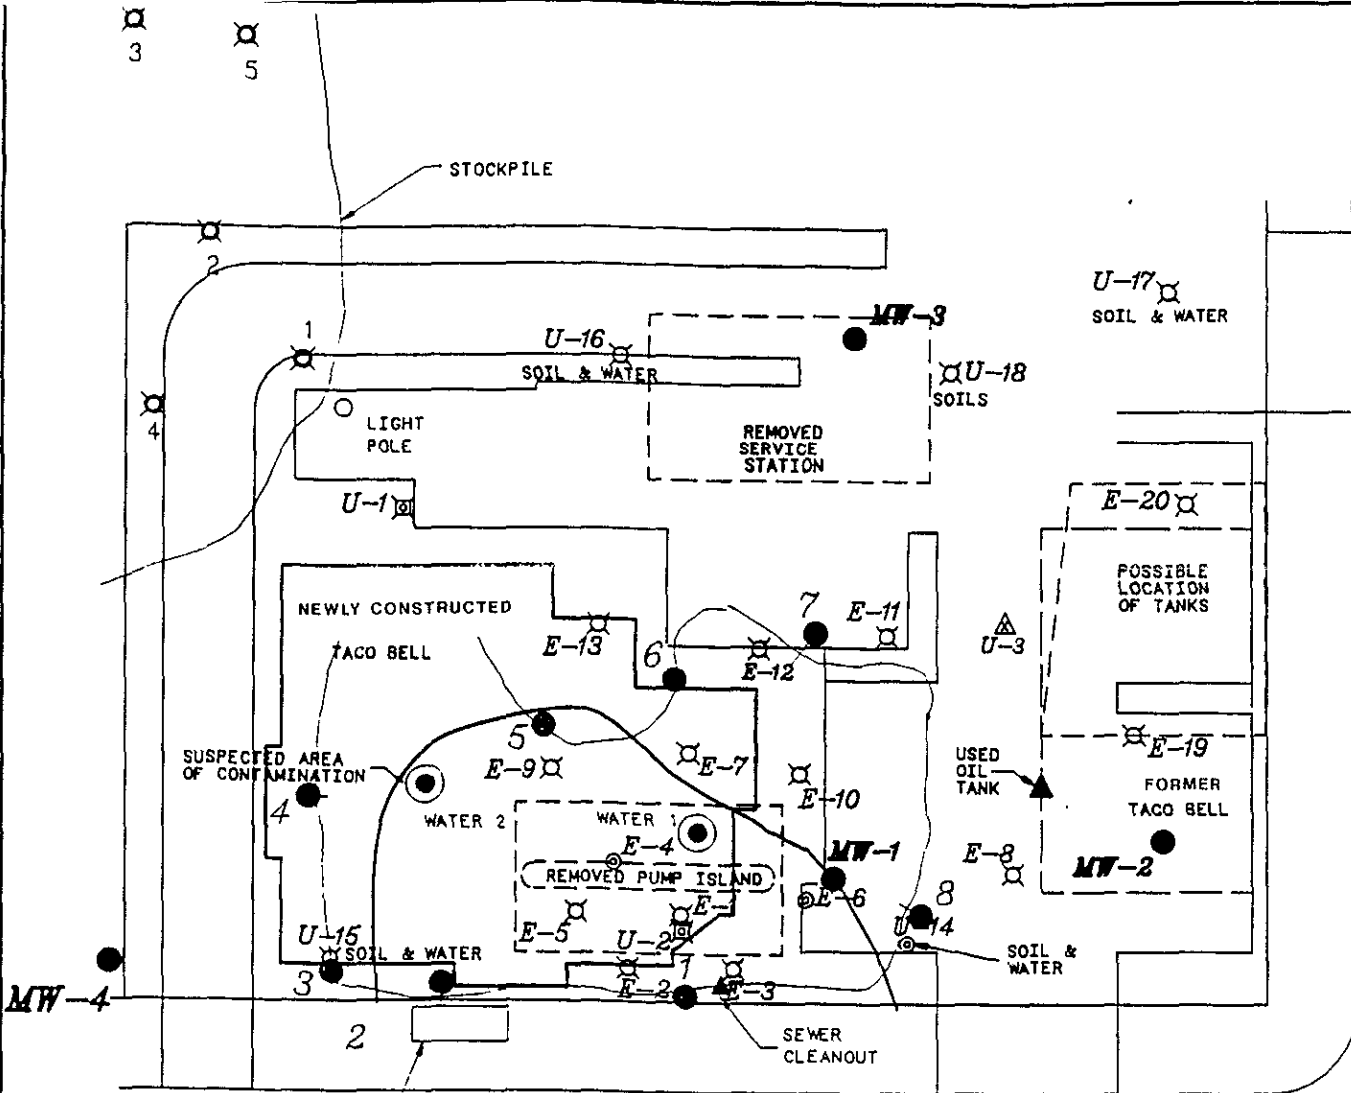 3
5
STOCKPILE
2
U-17
SOIL & WATER
MW-3
1
U-16
SOIL & WATER
U-18
SOILS
4
LIGHT
POLE
REMOVED
SERVICE
STATION
U-1
E-20
POSSIBLE
LOCATION
OF TANKS
NEWLY CONSTRUCTED
TACO BELL
E-13
6
7
E-11
E-12
U-3
5
E-9
E-7
E-10
SUSPECTED AREA
OF CONTAMINATION
4
WATER 2
WATER 1
E-4
REMOVED PUMP ISLAND
USED
OIL
TANK
E-19
FORMER
TACO BELL
MW-1
E-8
MW-2
E-6
8
E-
E-5
U-2
U-14
SOIL &
WATER
U-15
SOIL & WATER
3
E-2
1
E-3
MW-4
2
SEWER
CLEANOUT